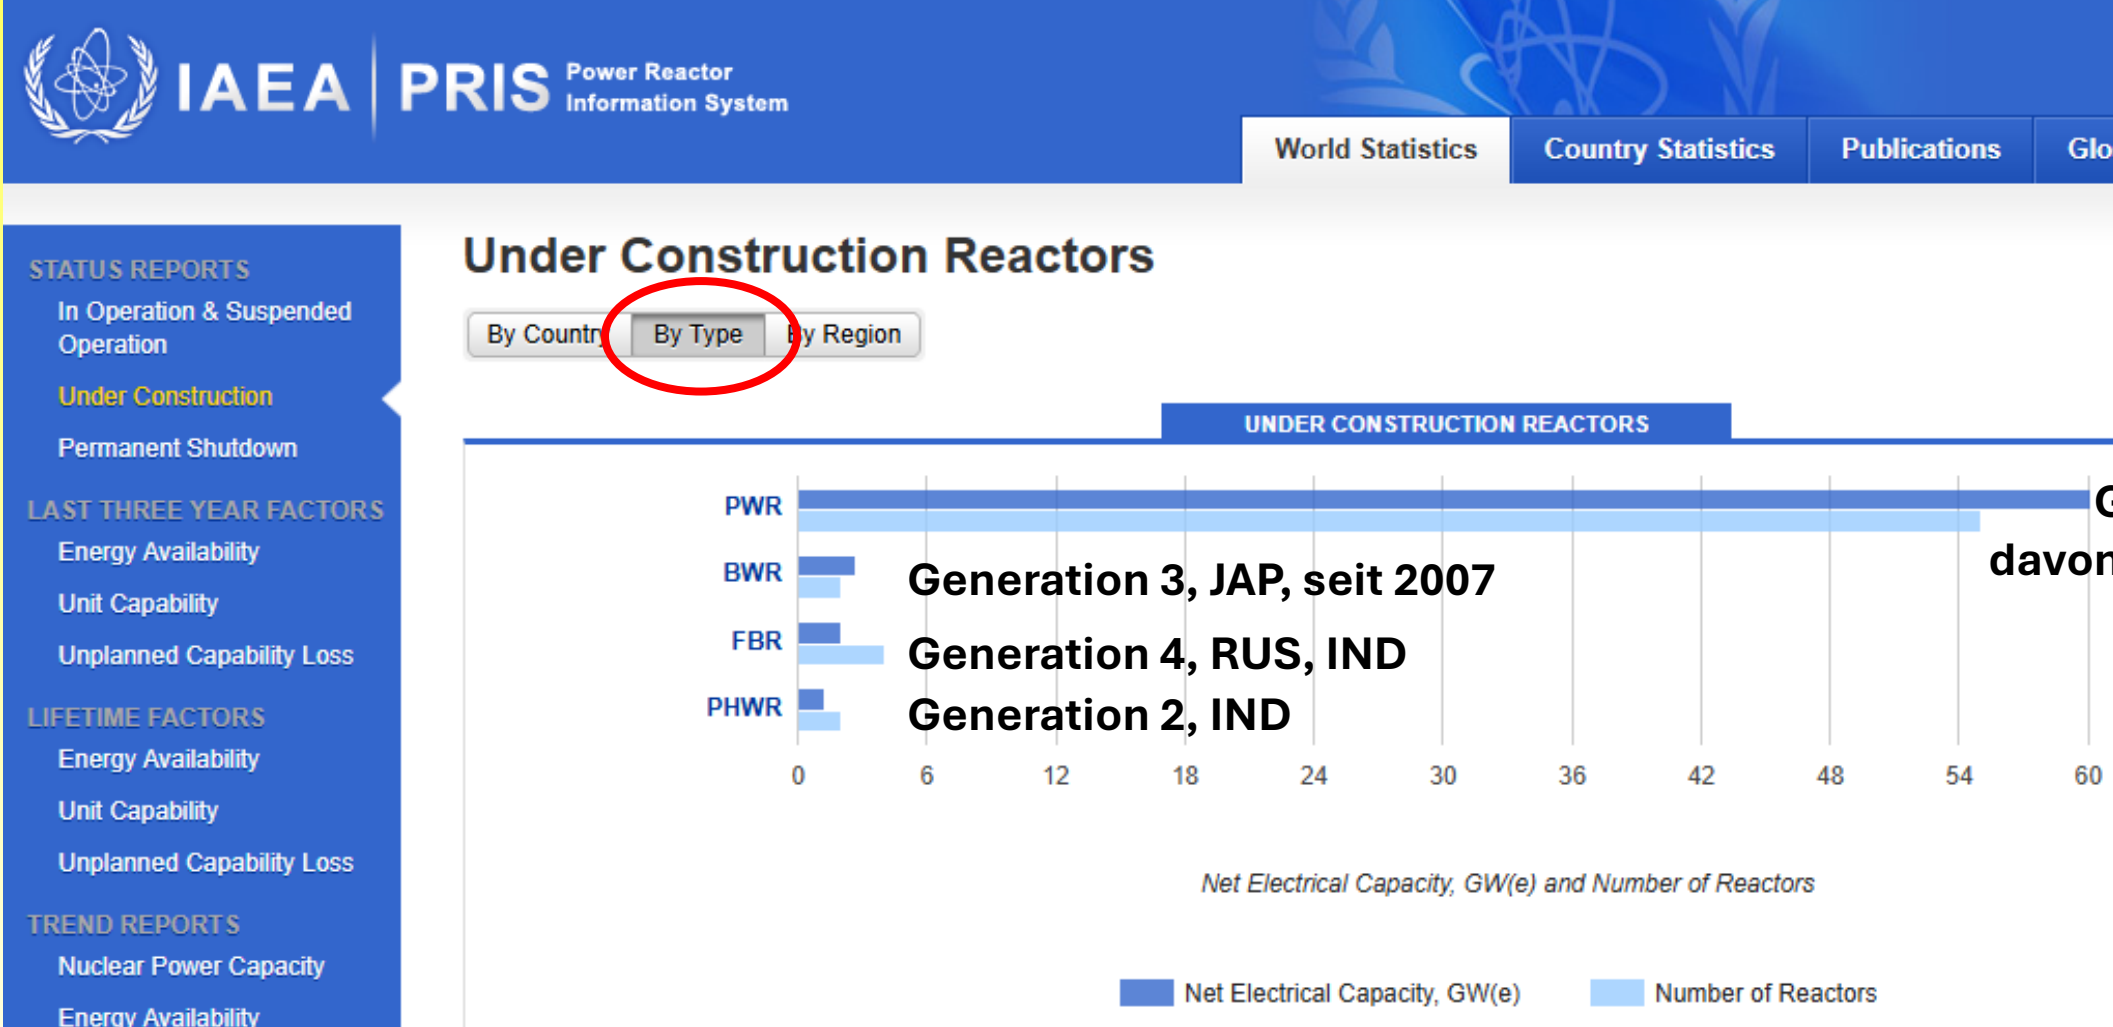 IAEA PRIS Power Reactor
Information System
World Statistics Country Statistics Publications
Under Construction Reactors
By Country By Type By Region
STATUS REPORTS
In Operation & Suspended
Operation
Under Construction
Permanent Shutdown
LAST THREE YEAR FACTORS
Energy Availability
Unit Capability
Unplanned Capability Loss
LIFETIME FACTORS
Energy Availability
Unit Capability
Unplanned Capability Loss
TREND REPORTS
Nuclear Power Capacity
Energy Availability
UNDER CONSTRUCTION REACTORS
PWR
davon
BWR Generation 3, JAP, seit 2007
FBR Generation 4, RUS, IND
PHWR Generation 2, IND
0 6 12 18 24 30 36 42 48 54 60
Net Electrical Capacity, GW(e) and Number of Reactors
Net Electrical Capacity, GW(e) Number of Reactors